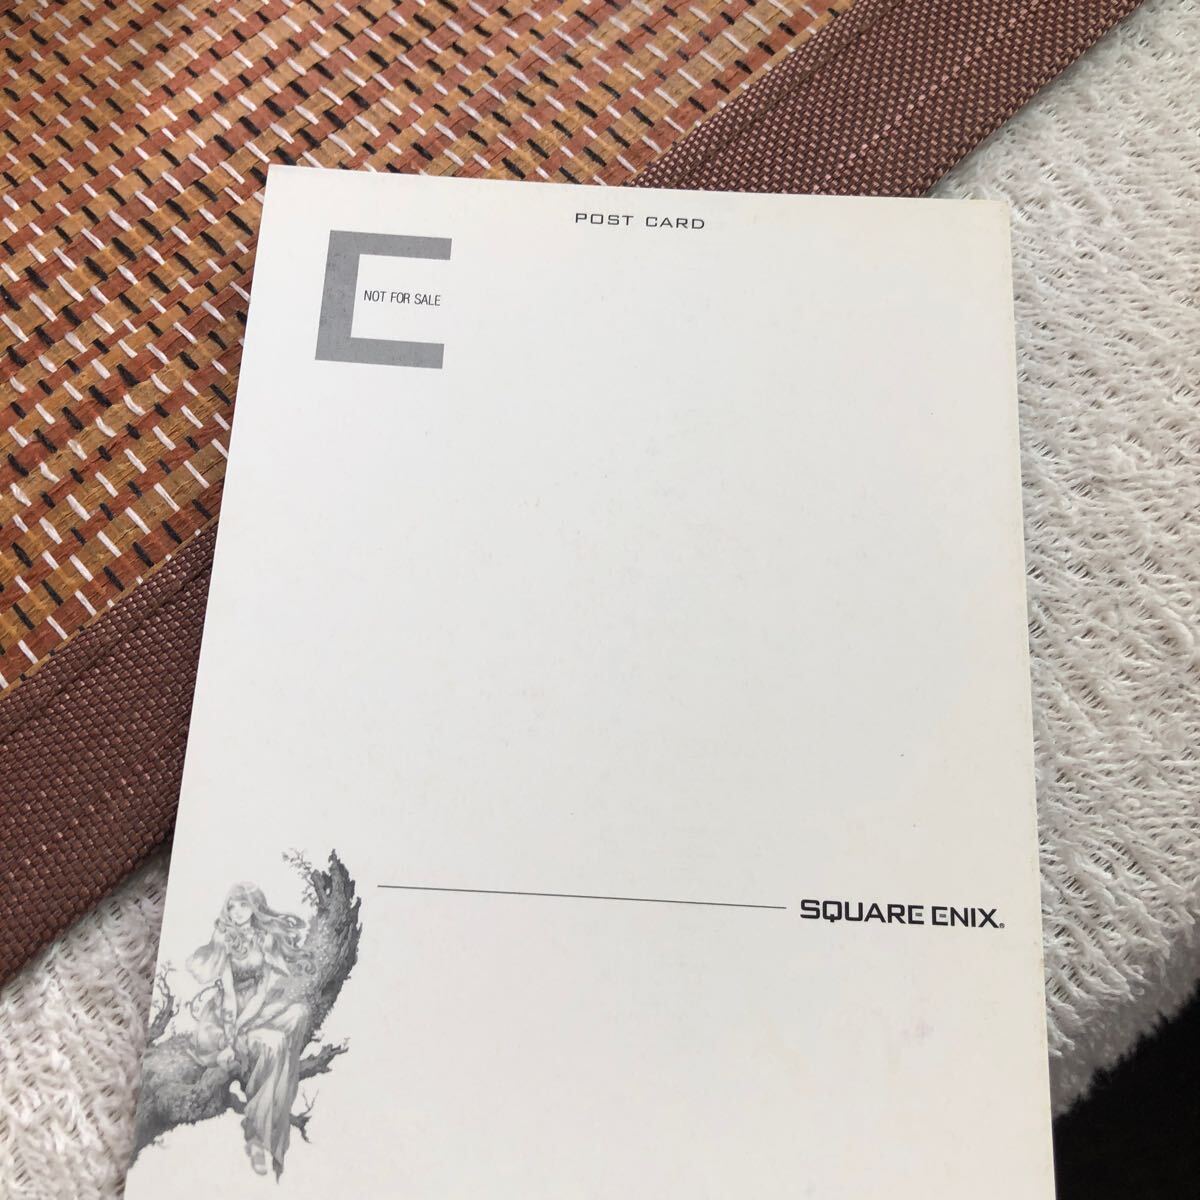 POST CARD
NOT FOR SALE
SQUARE ENIX®